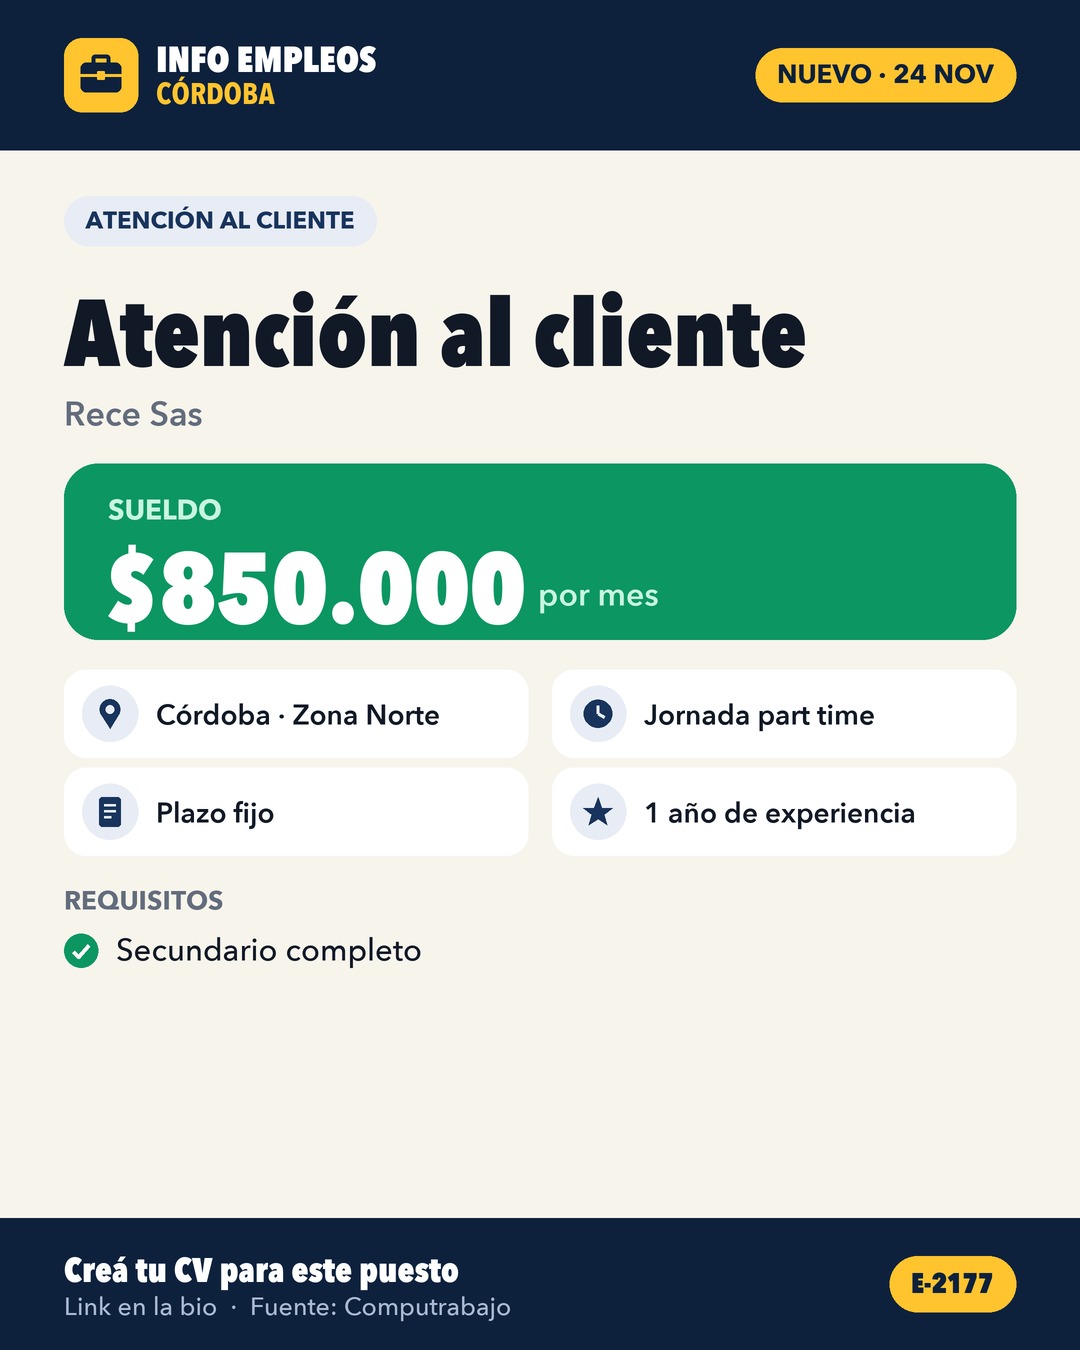 INFO EMPLEOS
CÓRDOBA
NUEVO · 24 NOV
ATENCIÓN AL CLIENTE
Atención al cliente
Rece Sas
SUELDO
$850.000 por mes
Córdoba · Zona Norte
Jornada part time
Plazo fijo
1 año de experiencia
REQUISITOS
Secundario completo
Creá tu CV para este puesto
Link en la bio · Fuente: Computrabajo
E-2177